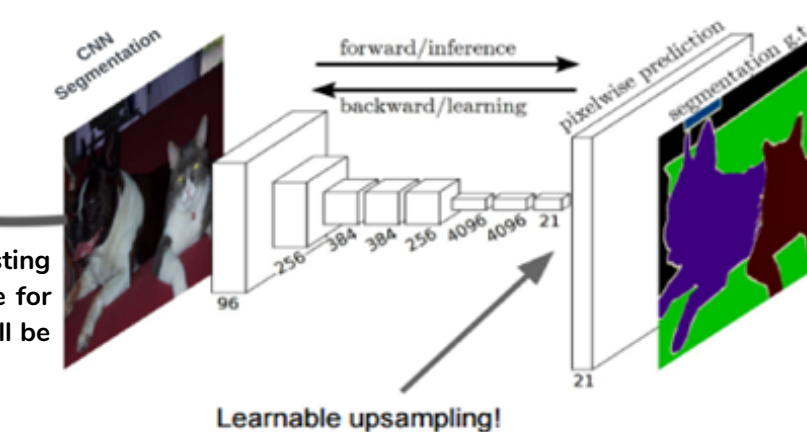 CNN
Segmentation
forward/inference
backward/learning
pixelwise prediction
segmentation g.t.
96
256
384
384
256
4096
4096
21
21
e for
ll be
Learnable upsampling!